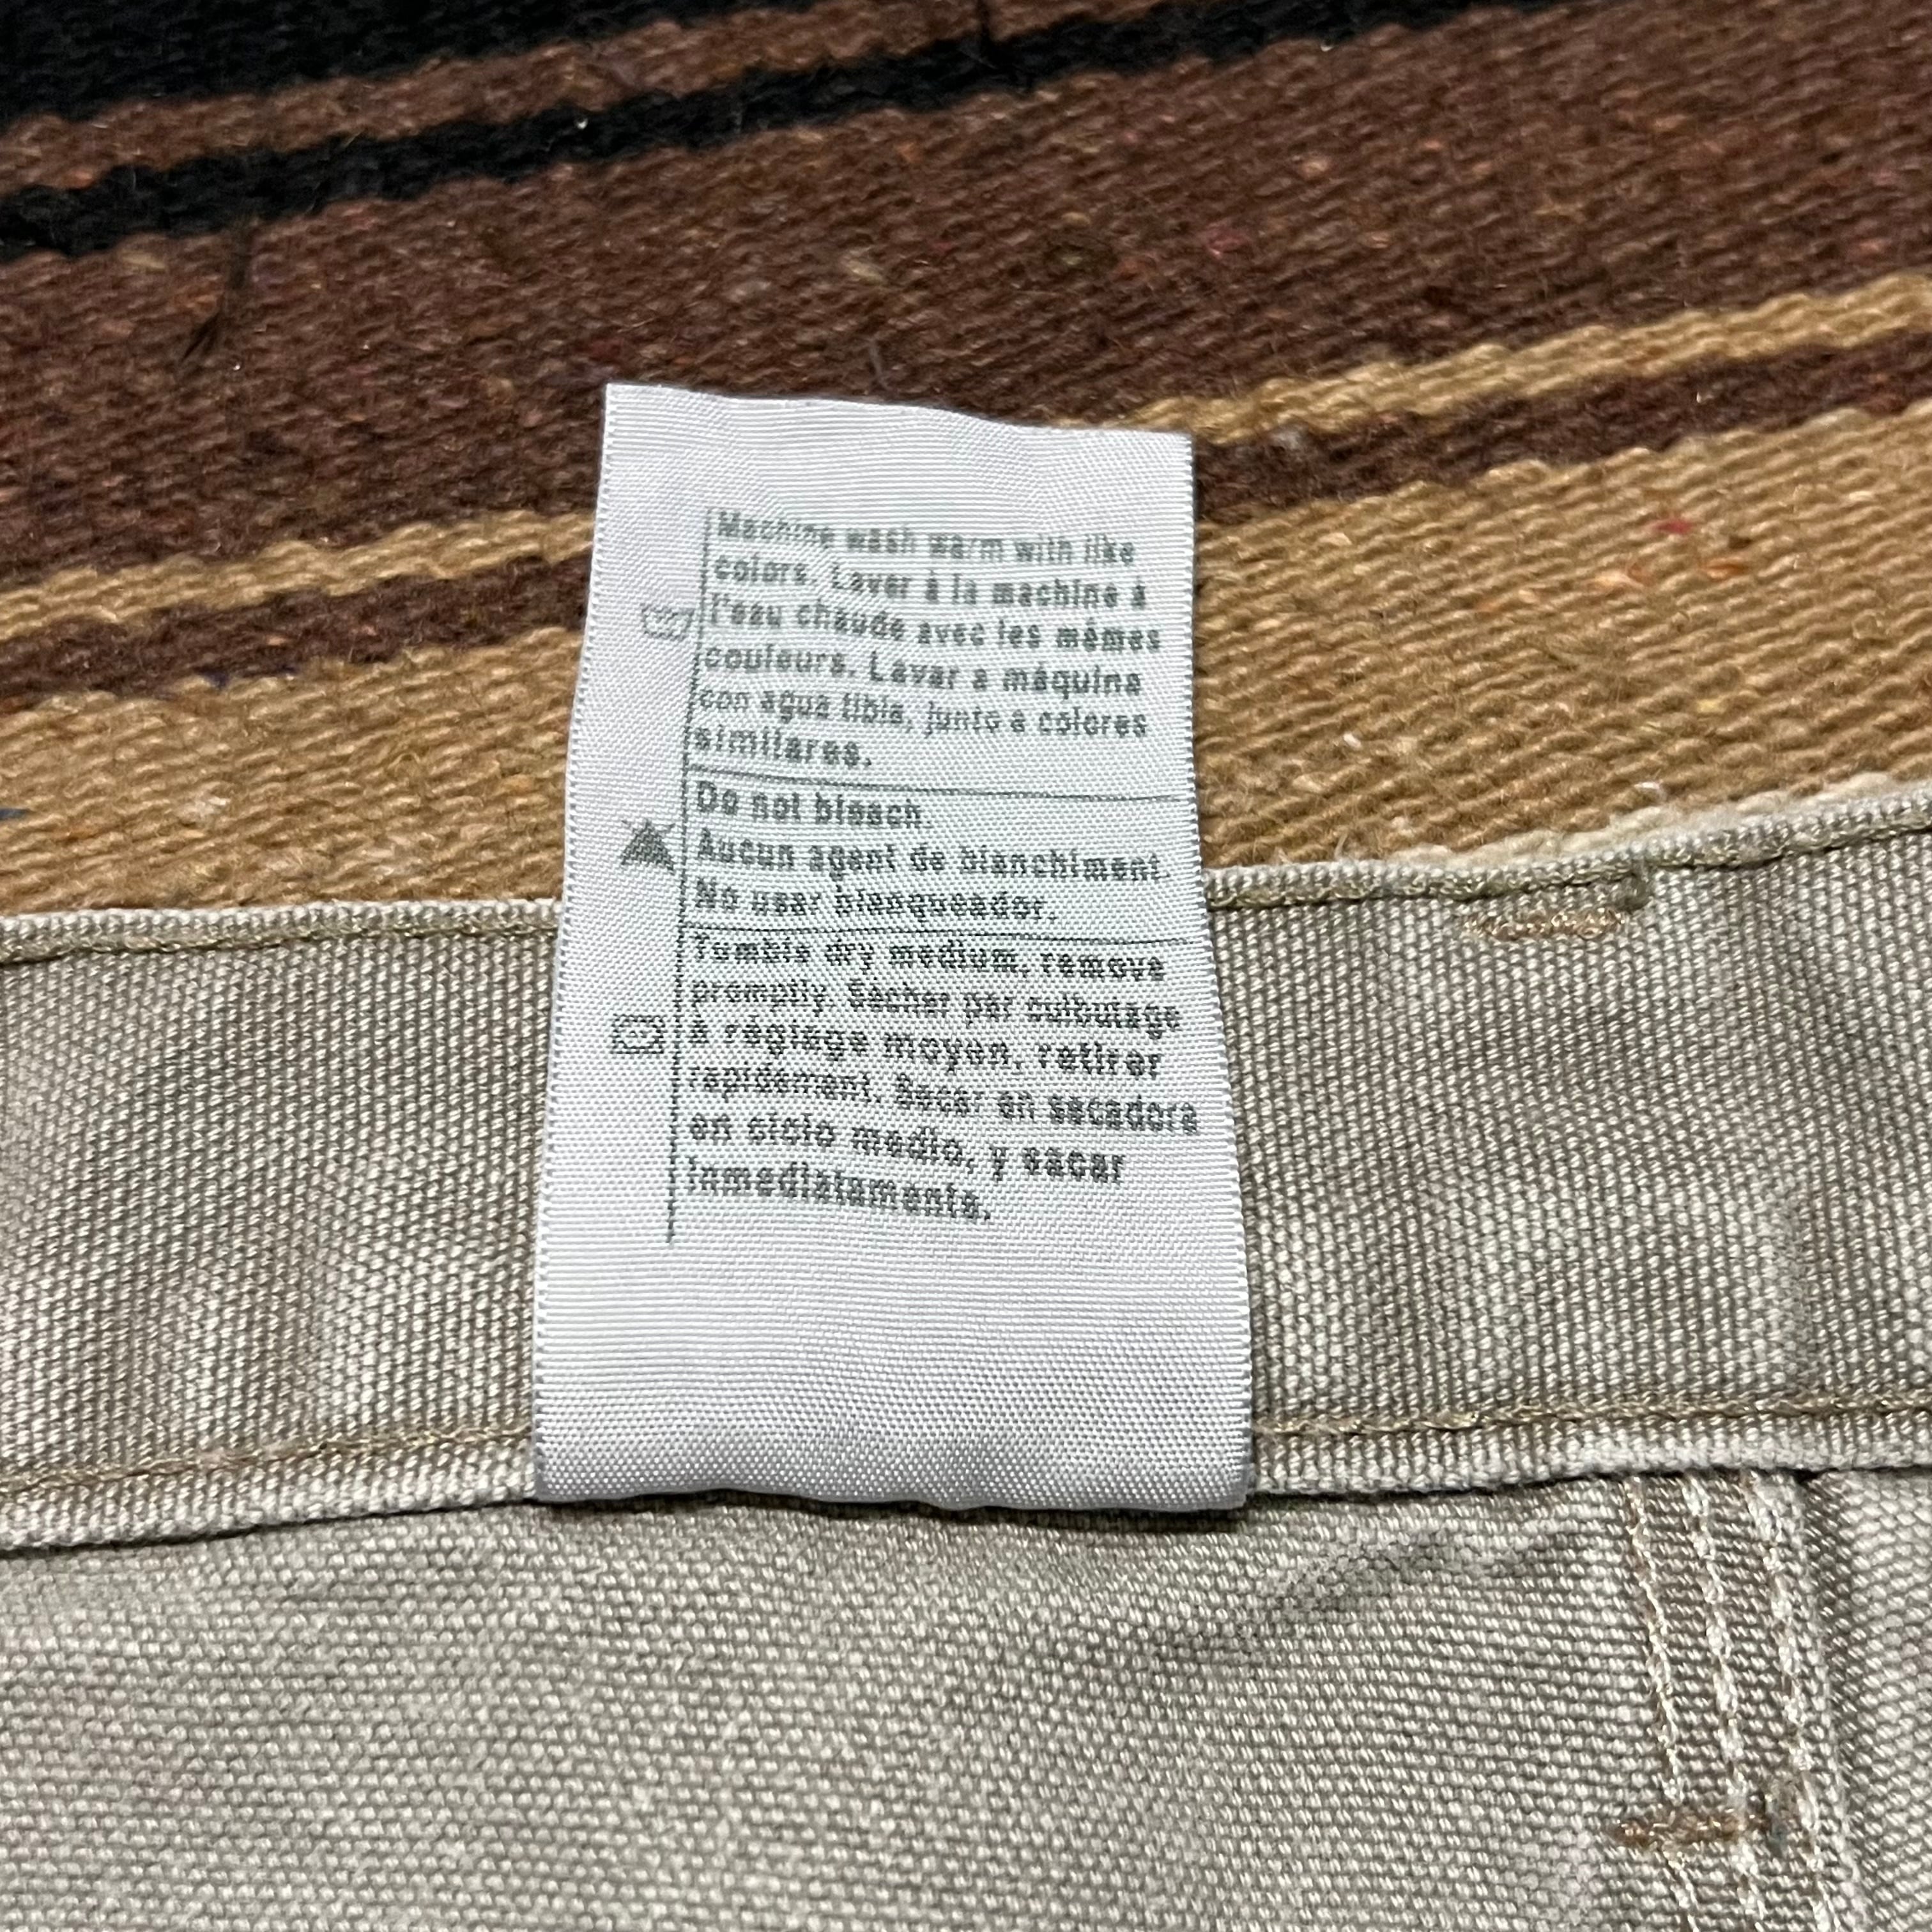 Machine wash warm with like
colors. Laver à la machine à
l'eau chaude avec les mêmes
couleurs. Lavar a máquina
con agua tibia, junto a colores
similares.
Do not bleach.
Aucun agent de blanchiment.
No usar blanqueador.
Tumble dry medium, remove
promptly. Sécher par culbutage
à réglage moyen, retirer
rapidement. Secar en secadora
en ciclo medio, y sacar
inmediatamente.